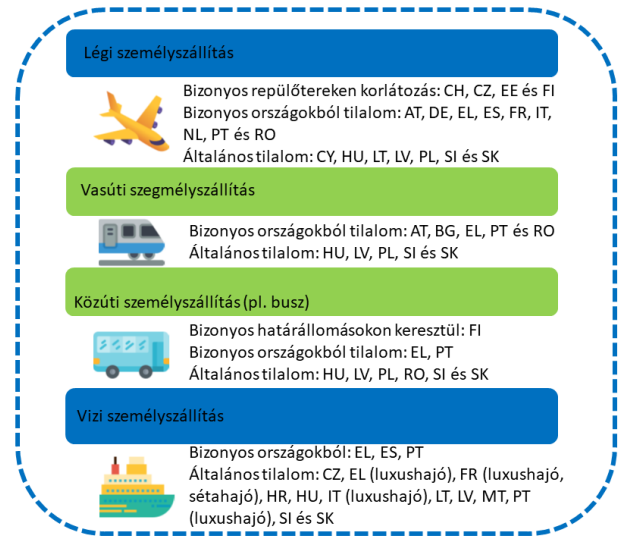 Légi személyszállítás
Bizonyos repülőtereken korlátozás: CH, CZ, EE és FI
Bizonyos országokból tilalom: AT, DE, EL, ES, FR, IT,
NL, PT és RO
Általános tilalom: CY, HU, LT, LV, PL, SI és SK
Vasúti szegmélyszállítás
Bizonyos országokból tilalom: AT, BG, EL, PT és RO
Általános tilalom: HU, LV, PL, SI és SK
Közúti személyszállítás (pl. busz)
Bizonyos határállomásokon keresztül: FI
Bizonyos országokból tilalom: EL, PT
Általános tilalom: HU, LV, PL, RO, SI és SK
Vizi személyszállítás
Bizonyos országokból: EL, ES, PT
Általános tilalom: CZ, EL (luxushajó), FR (luxushajó,
sétahajó), HR, HU, IT (luxushajó), LT, LV, MT, PT
(luxushajó), SI és SK